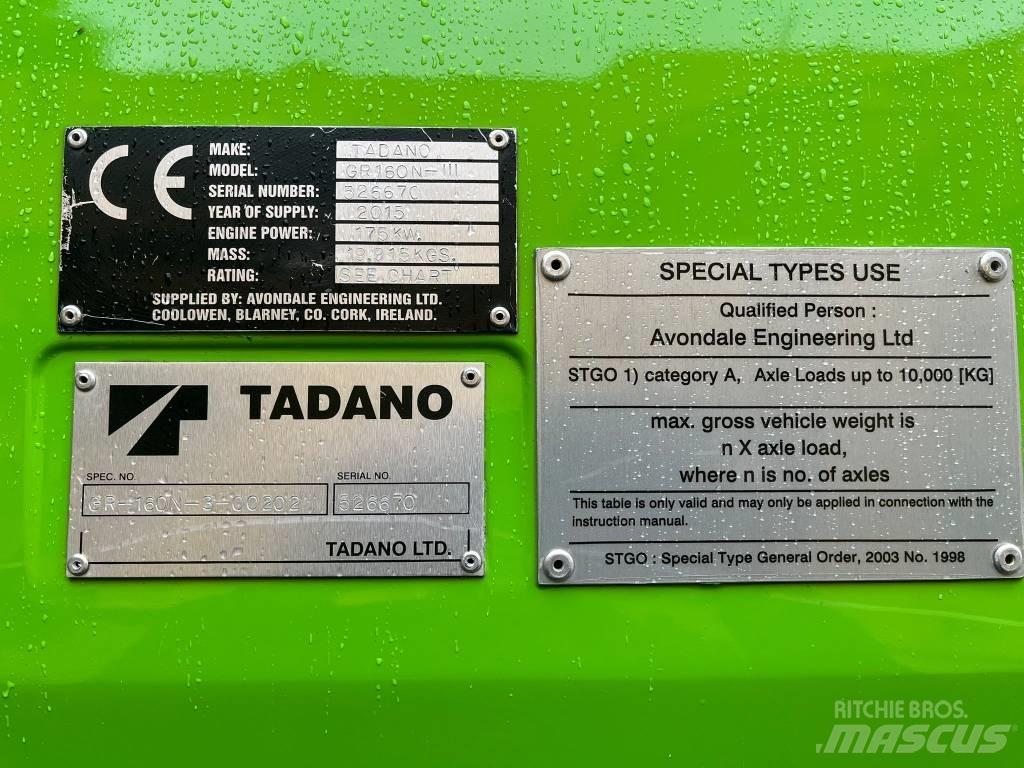 CE
MAKE: TADANO
MODEL: GR160N-III
SERIAL NUMBER: 526670
YEAR OF SUPPLY: 2015
ENGINE POWER: 175KW.
MASS:
RATING: SEE CHART
SUPPLIED BY: AVONDALE ENGINEERING LTD.
COOLOWEN, BLARNEY, CO. CORK, IRELAND.
TADANO
SPEC. NO. SERIAL NO.
GR-160N-3-00202 526670
TADANO LTD.
SPECIAL TYPES USE
Qualified Person :
Avondale Engineering Ltd
STGO 1) category A, Axle Loads up to 10,000 [KG]
max. gross vehicle weight is
n X axle load,
where n is no. of axles
This table is only valid and may only be applied in connection with the
instruction manual.
STGO : Special Type General Order, 2003 No. 1998
RITCHIE BROS.
MASCUS